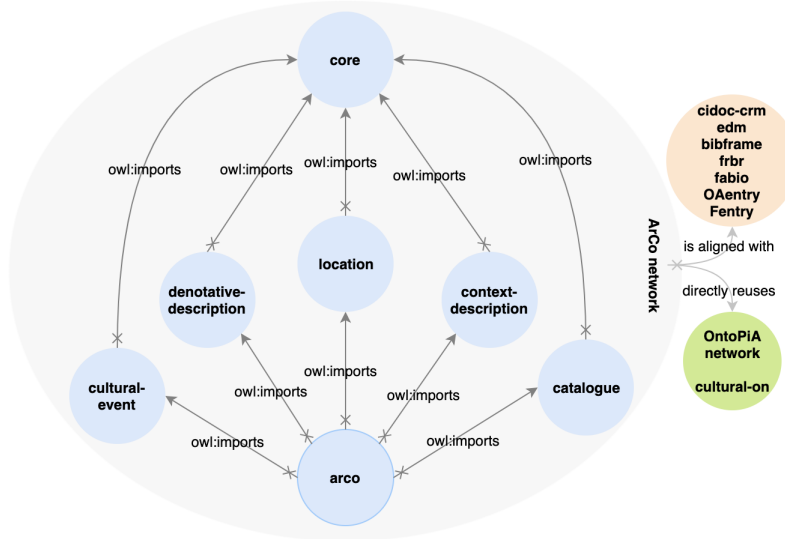 core
cidoc-crm
edm
bibframe
frbr
fabio
OAentry
Fentry
owl:imports
owl:imports
owl:imports
owl:imports
owl:imports
ArCo network
is aligned with
directly reuses
denotative-
description
location
context-
description
OntoPiA
network
cultural-on
cultural-
event
catalogue
owl:imports
owl:imports
owl:imports
owl:imports
owl:imports
arco